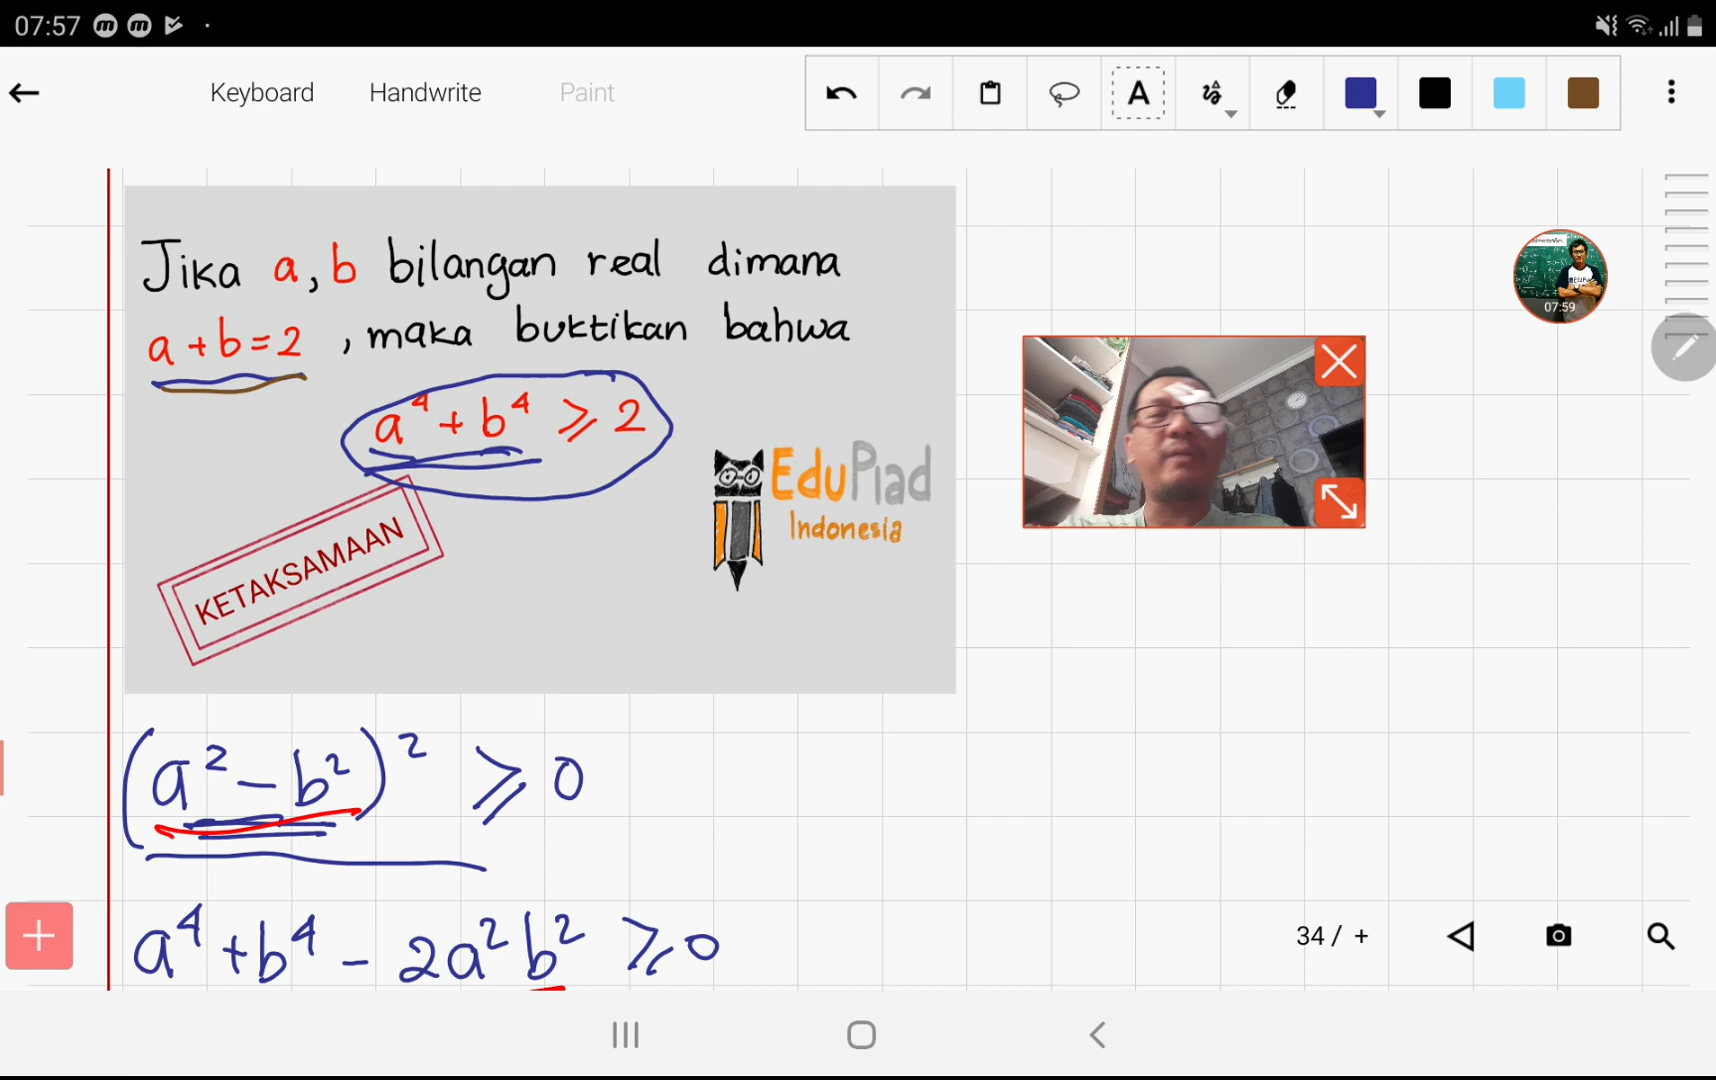 07:57
Keyboard Handwrite Paint
A
Jika a, b bilangan real dimana
a + b = 2 , maka buktikan bahwa
a⁴ + b⁴ ⩾ 2
EduPiad
Indonesia
KETAKSAMAAN
07:59
(a² − b²)² ⩾ 0
a⁴ + b⁴ − 2a²b² ⩾ 0
34 / +